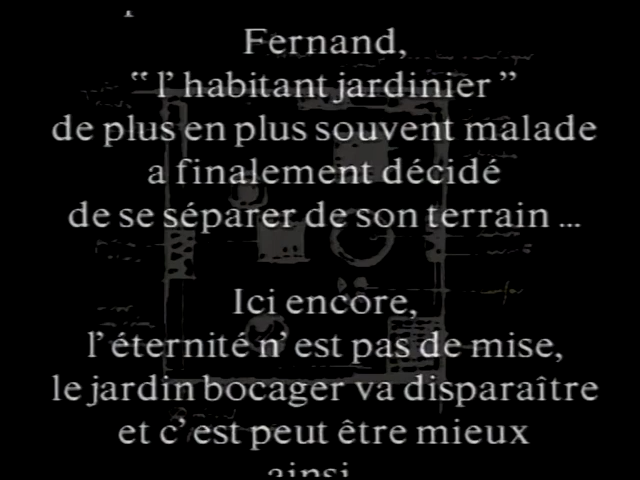 Fernand,
“ l’ habitant jardinier ”
de plus en plus souvent malade
a finalement décidé
de se séparer de son terrain ...
Ici encore,
l’ éternité n’ est pas de mise,
le jardin bocager va disparaître
et c’ est peut être mieux
ainsi